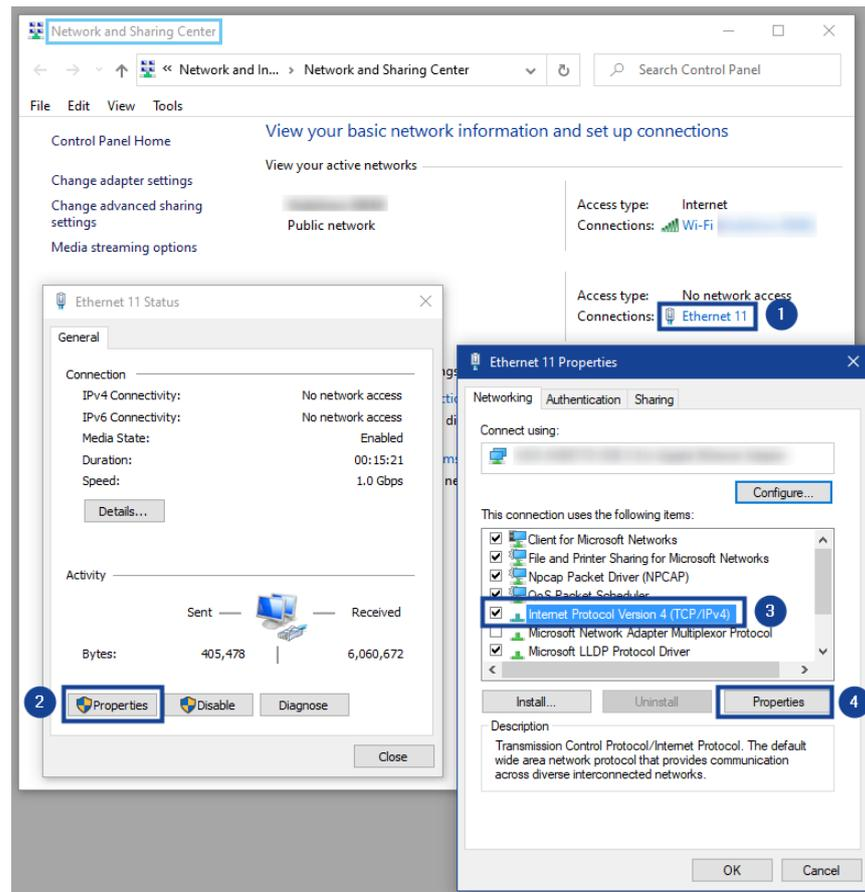 Network and Sharing Center
« Network and In... › Network and Sharing Center
Search Control Panel
File Edit View Tools
Control Panel Home
Change adapter settings
Change advanced sharing
settings
Media streaming options
View your basic network information and set up connections
View your active networks
Public network
Access type: Internet
Connections: Wi-Fi
Access type: No network access
Connections: Ethernet 11
1
Ethernet 11 Status
General
Connection
IPv4 Connectivity: No network access
IPv6 Connectivity: No network access
Media State: Enabled
Duration: 00:15:21
Speed: 1.0 Gbps
Details...
Activity
Sent — — Received
Bytes: 405,478 6,060,672
2
Properties Disable Diagnose
Close
Ethernet 11 Properties
Networking Authentication Sharing
Connect using:
Configure...
This connection uses the following items:
Client for Microsoft Networks
File and Printer Sharing for Microsoft Networks
Npcap Packet Driver (NPCAP)
QoS Packet Scheduler
Internet Protocol Version 4 (TCP/IPv4)
3
Microsoft Network Adapter Multiplexor Protocol
Microsoft LLDP Protocol Driver
Install... Uninstall Properties
4
Description
Transmission Control Protocol/Internet Protocol. The default
wide area network protocol that provides communication
across diverse interconnected networks.
OK Cancel